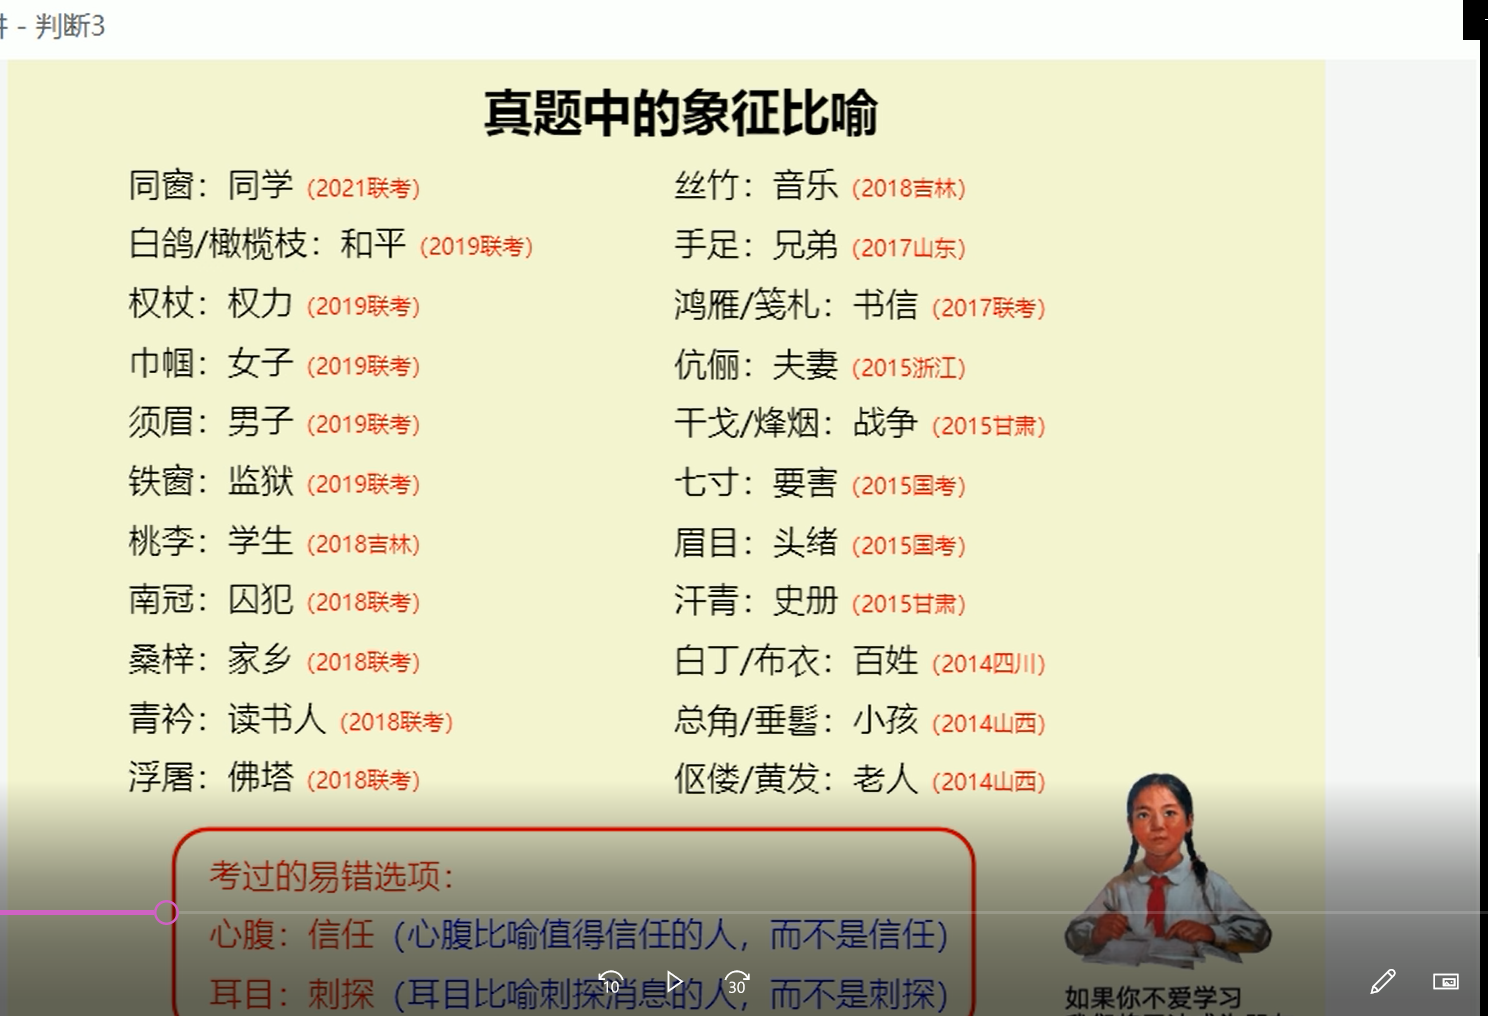 - 判断3
真题中的象征比喻
同窗：同学 (2021联考)
白鸽/橄榄枝：和平 (2019联考)
权杖：权力 (2019联考)
巾帼：女子 (2019联考)
须眉：男子 (2019联考)
铁窗：监狱 (2019联考)
桃李：学生 (2018吉林)
南冠：囚犯 (2018联考)
桑梓：家乡 (2018联考)
青衿：读书人 (2018联考)
浮屠：佛塔 (2018联考)
丝竹：音乐 (2018吉林)
手足：兄弟 (2017山东)
鸿雁/笺札：书信 (2017联考)
伉俪：夫妻 (2015浙江)
干戈/烽烟：战争 (2015甘肃)
七寸：要害 (2015国考)
眉目：头绪 (2015国考)
汗青：史册 (2015甘肃)
白丁/布衣：百姓 (2014四川)
总角/垂髫：小孩 (2014山西)
伛偻/黄发：老人 (2014山西)
考过的易错选项：
心腹：信任（心腹比喻值得信任的人，而不是信任）
耳目：刺探（耳目比喻刺探消息的人，而不是刺探）
10
30
如果你不爱学习